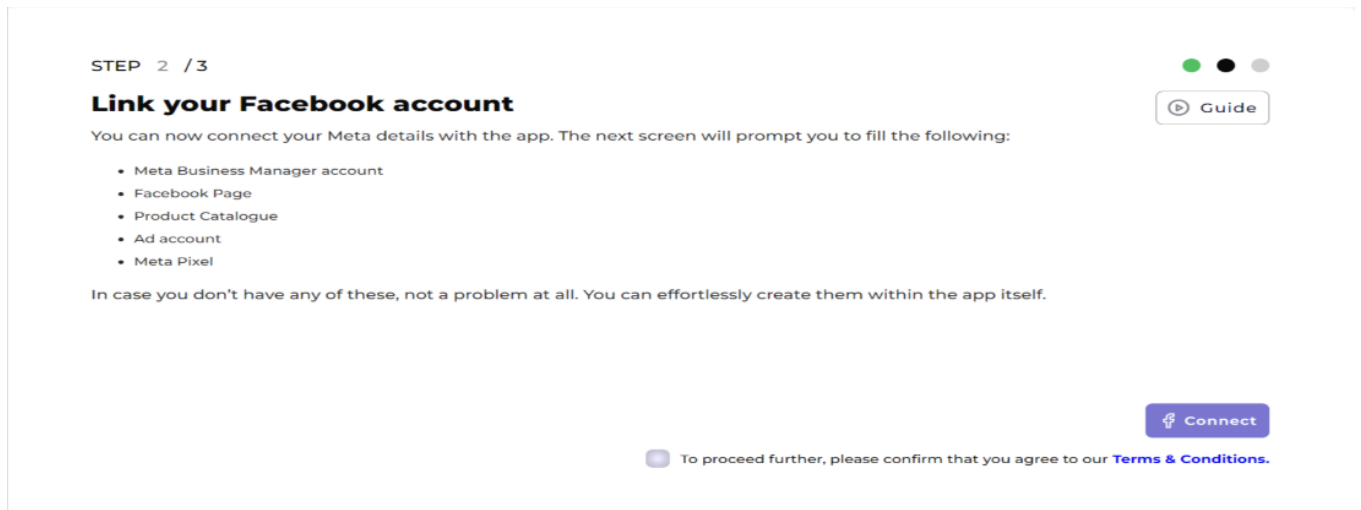 STEP 2 / 3
Link your Facebook account
Guide
You can now connect your Meta details with the app. The next screen will prompt you to fill the following:
• Meta Business Manager account
• Facebook Page
• Product Catalogue
• Ad account
• Meta Pixel
In case you don’t have any of these, not a problem at all. You can effortlessly create them within the app itself.
Connect
To proceed further, please confirm that you agree to our Terms & Conditions.